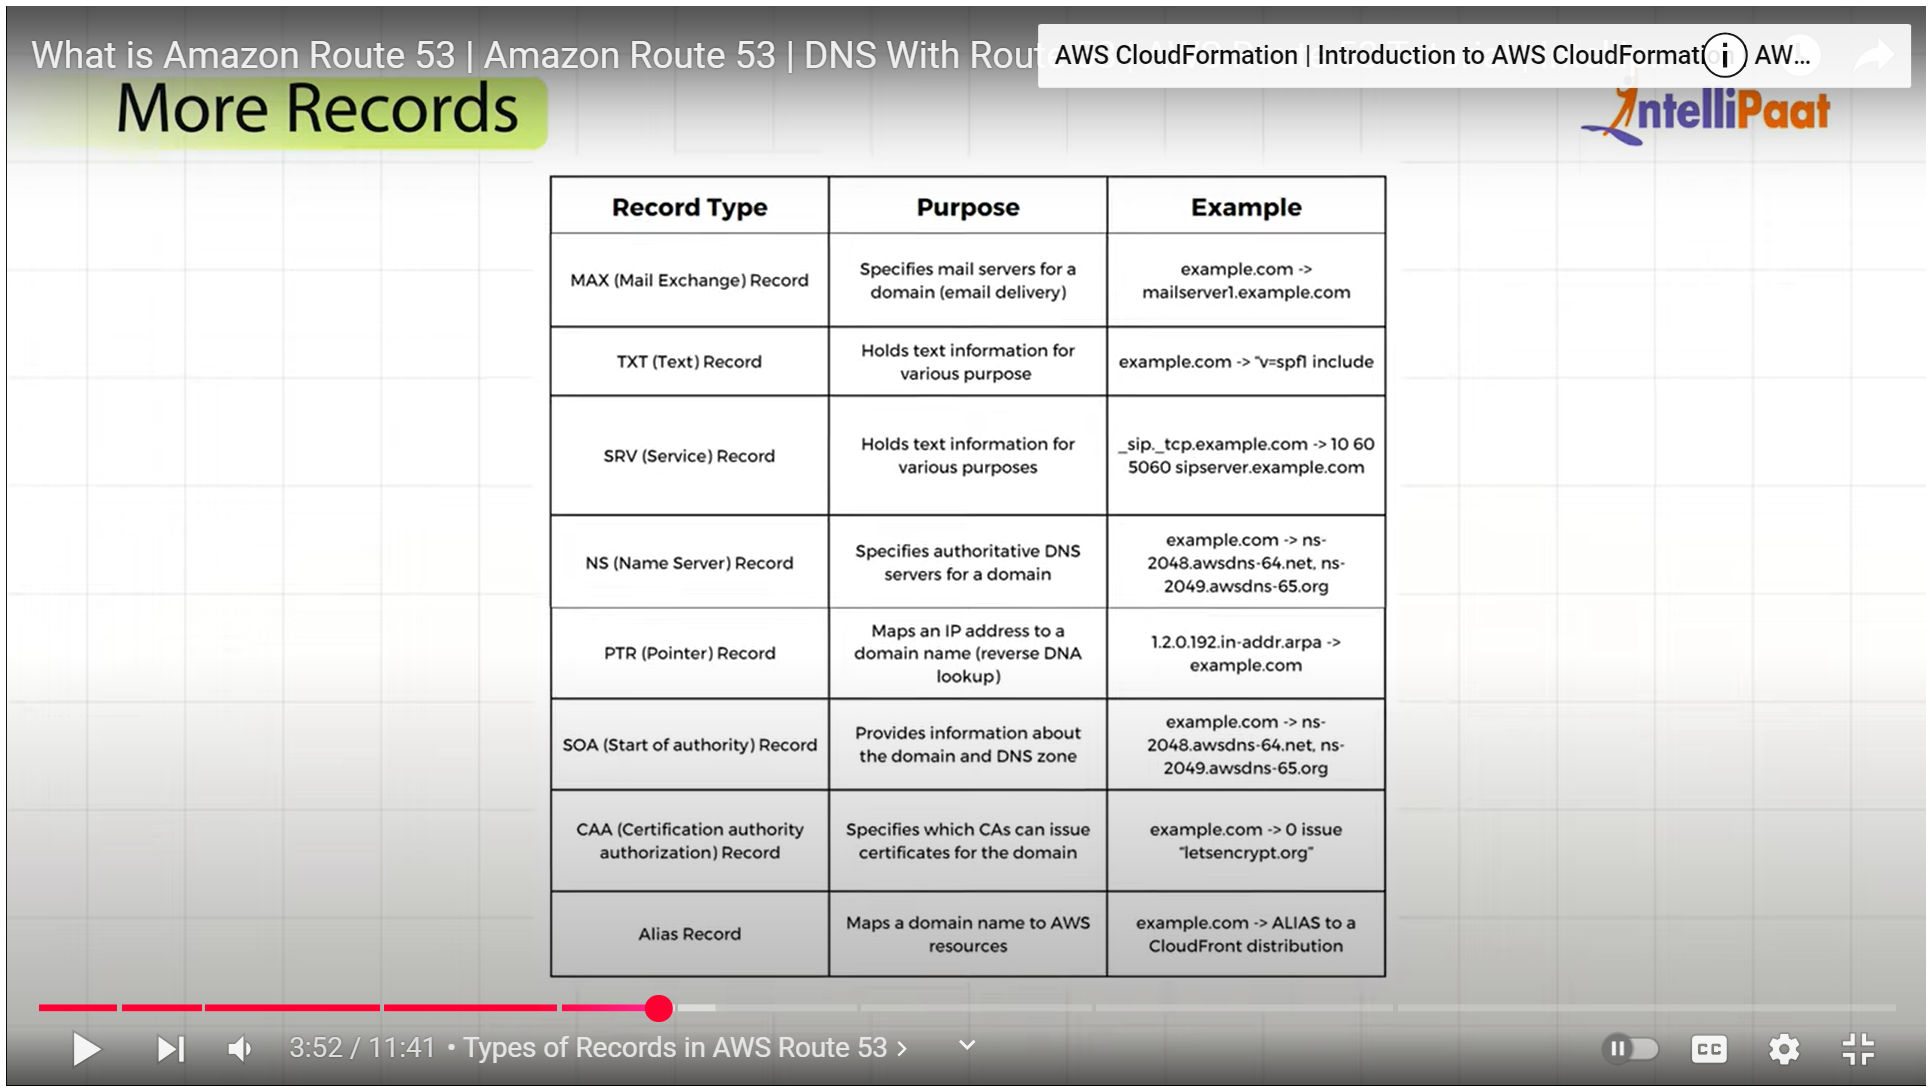 What is Amazon Route 53 | Amazon Route 53 | DNS With Route
AWS CloudFormation | Introduction to AWS CloudFormation AW...
More Records
IntelliPaat
Record Type
Purpose
Example
MAX (Mail Exchange) Record
Specifies mail servers for a
domain (email delivery)
example.com ->
mailserver1.example.com
TXT (Text) Record
Holds text information for
various purpose
example.com -> "v=spf1 include
SRV (Service) Record
Holds text information for
various purposes
_sip._tcp.example.com -> 10 60
5060 sipserver.example.com
NS (Name Server) Record
Specifies authoritative DNS
servers for a domain
example.com -> ns-
2048.awsdns-64.net, ns-
2049.awsdns-65.org
PTR (Pointer) Record
Maps an IP address to a
domain name (reverse DNA
lookup)
1.2.0.192.in-addr.arpa ->
example.com
SOA (Start of authority) Record
Provides information about
the domain and DNS zone
example.com -> ns-
2048.awsdns-64.net, ns-
2049.awsdns-65.org
CAA (Certification authority
authorization) Record
Specifies which CAs can issue
certificates for the domain
example.com -> 0 issue
"letsencrypt.org"
Alias Record
Maps a domain name to AWS
resources
example.com -> ALIAS to a
CloudFront distribution
3:52 / 11:41 • Types of Records in AWS Route 53 >
CC